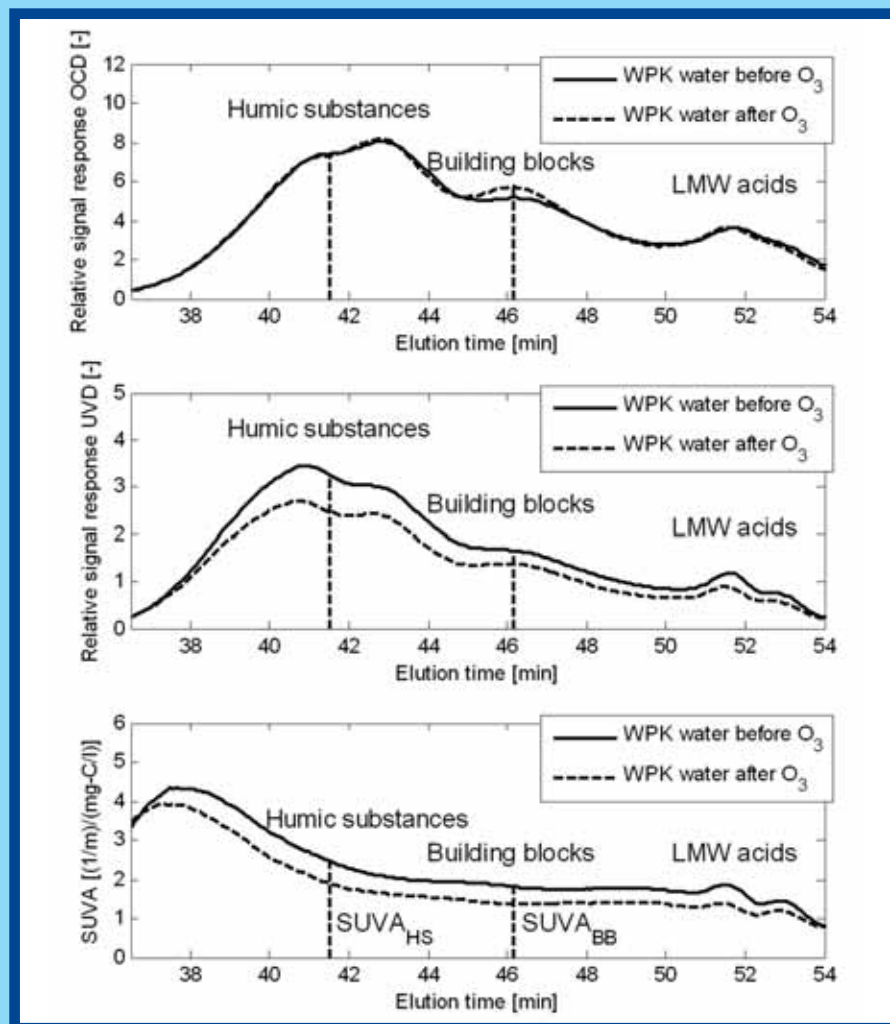 Relative signal response OCD [-]
12
10
8
6
4
2
0
WPK water before O3
WPK water after O3
Humic substances
Building blocks
LMW acids
38 40 42 44 46 48 50 52 54
Elution time [min]
Relative signal response UVD [-]
5
4
3
2
1
0
WPK water before O3
WPK water after O3
Humic substances
Building blocks
LMW acids
38 40 42 44 46 48 50 52 54
Elution time [min]
SUVA [(1/m)/(mg-C/l)]
6
5
4
3
2
1
0
WPK water before O3
WPK water after O3
Humic substances
Building blocks
LMW acids
SUVAHS
SUVABB
38 40 42 44 46 48 50 52 54
Elution time [min]